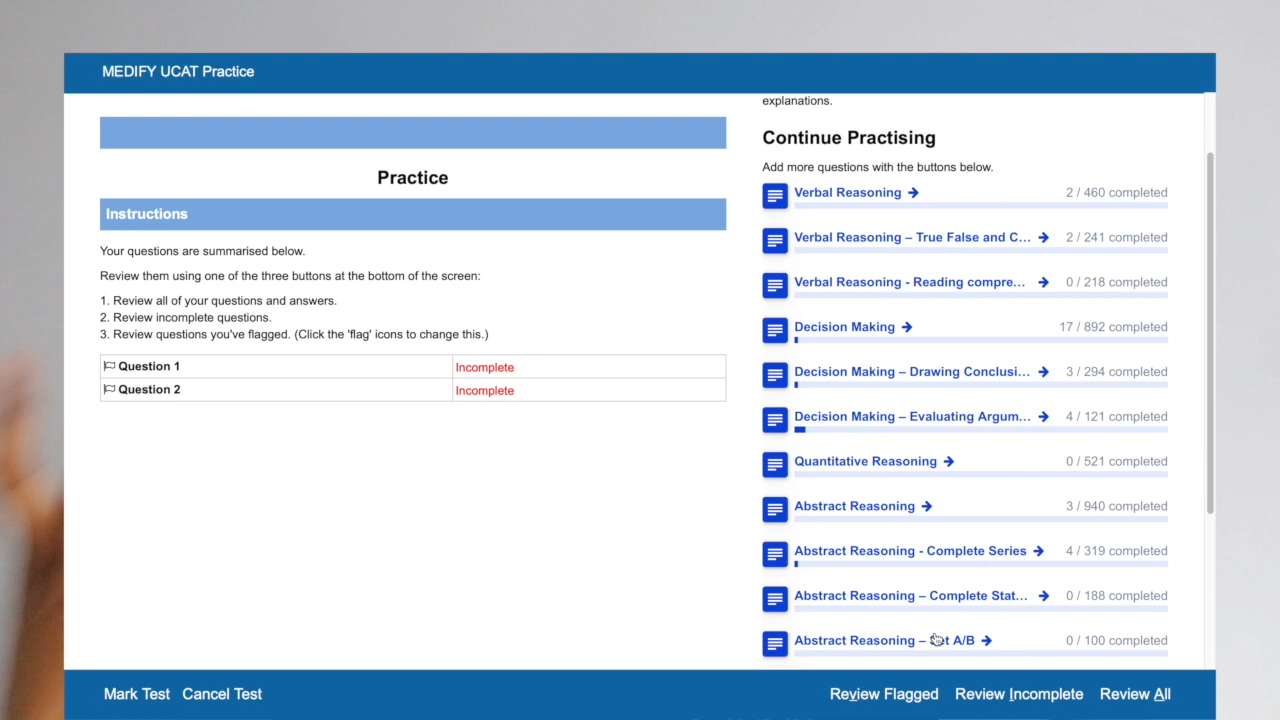 MEDIFY UCAT Practice
Practice
Instructions
Your questions are summarised below.
Review them using one of the three buttons at the bottom of the screen:
1. Review all of your questions and answers.
2. Review incomplete questions.
3. Review questions you've flagged. (Click the 'flag' icons to change this.)
Question 1 Incomplete
Question 2 Incomplete
explanations.
Continue Practising
Add more questions with the buttons below.
Verbal Reasoning → 2 / 460 completed
Verbal Reasoning – True False and C... → 2 / 241 completed
Verbal Reasoning - Reading compre... → 0 / 218 completed
Decision Making → 17 / 892 completed
Decision Making – Drawing Conclusi... → 3 / 294 completed
Decision Making – Evaluating Argum... → 4 / 121 completed
Quantitative Reasoning → 0 / 521 completed
Abstract Reasoning → 3 / 940 completed
Abstract Reasoning - Complete Series → 4 / 319 completed
Abstract Reasoning – Complete Stat... → 0 / 188 completed
Abstract Reasoning – Set A/B → 0 / 100 completed
Mark Test Cancel Test Review Flagged Review Incomplete Review All